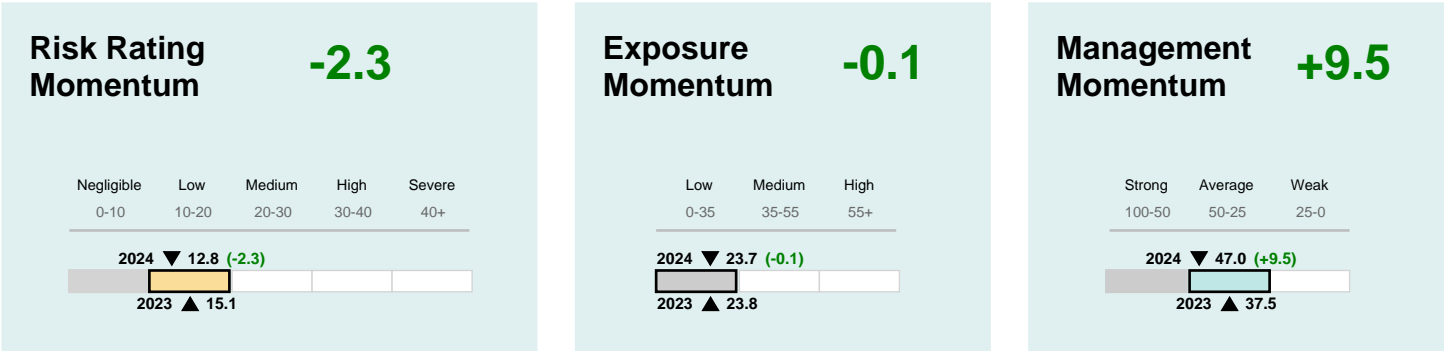 Risk Rating
Momentum
-2.3
Negligible Low Medium High Severe
0-10 10-20 20-30 30-40 40+
2024 ▼ 12.8 (-2.3)
2023 ▲ 15.1
Exposure
Momentum
-0.1
Low Medium High
0-35 35-55 55+
2024 ▼ 23.7 (-0.1)
2023 ▲ 23.8
Management
Momentum
+9.5
Strong Average Weak
100-50 50-25 25-0
2024 ▼ 47.0 (+9.5)
2023 ▲ 37.5